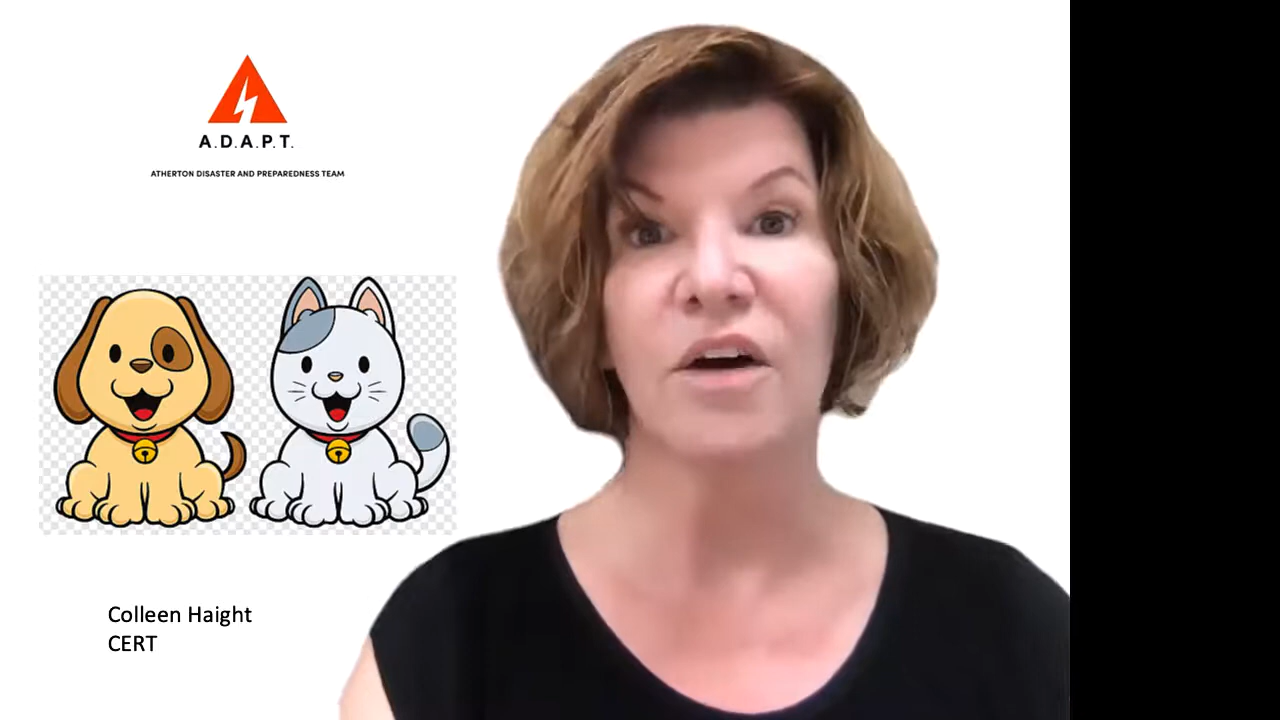 A.D.A.P.T.
ATHERTON DISASTER AND PREPAREDNESS TEAM
Colleen Haight
CERT